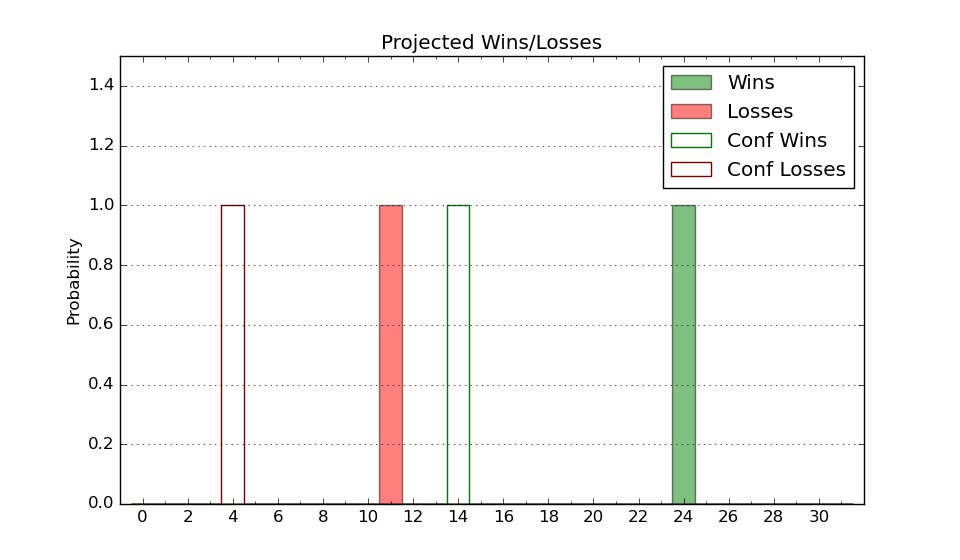 Projected Wins/Losses
1.4
1.2
1.0
0.8
0.6
0.4
0.2
0.0
Probability
Wins
Losses
Conf Wins
Conf Losses
0 2 4 6 8 10 12 14 16 18 20 22 24 26 28 30